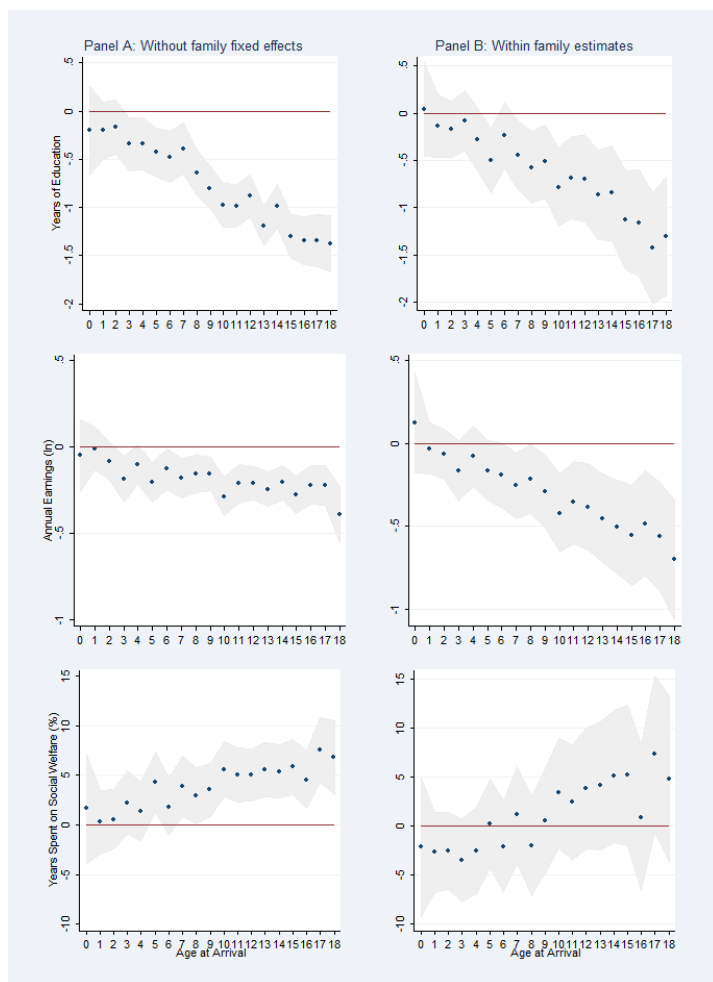 Panel A: Without family fixed effects
Panel B: Within family estimates
Years of Education
.5
0
-.5
-1
-1.5
-2
0 1 2 3 4 5 6 7 8 9 10 11 12 13 14 15 16 17 18
.5
0
-.5
-1
-1.5
-2
0 1 2 3 4 5 6 7 8 9 10 11 12 13 14 15 16 17 18
Annual Earnings (ln)
.5
0
-.5
-1
0 1 2 3 4 5 6 7 8 9 10 11 12 13 14 15 16 17 18
.5
0
-.5
-1
0 1 2 3 4 5 6 7 8 9 10 11 12 13 14 15 16 17 18
Years Spent on Social Welfare (%)
15
10
5
0
-5
-10
0 1 2 3 4 5 6 7 8 9 10 11 12 13 14 15 16 17 18
Age at Arrival
15
10
5
0
-5
-10
0 1 2 3 4 5 6 7 8 9 10 11 12 13 14 15 16 17 18
Age at Arrival